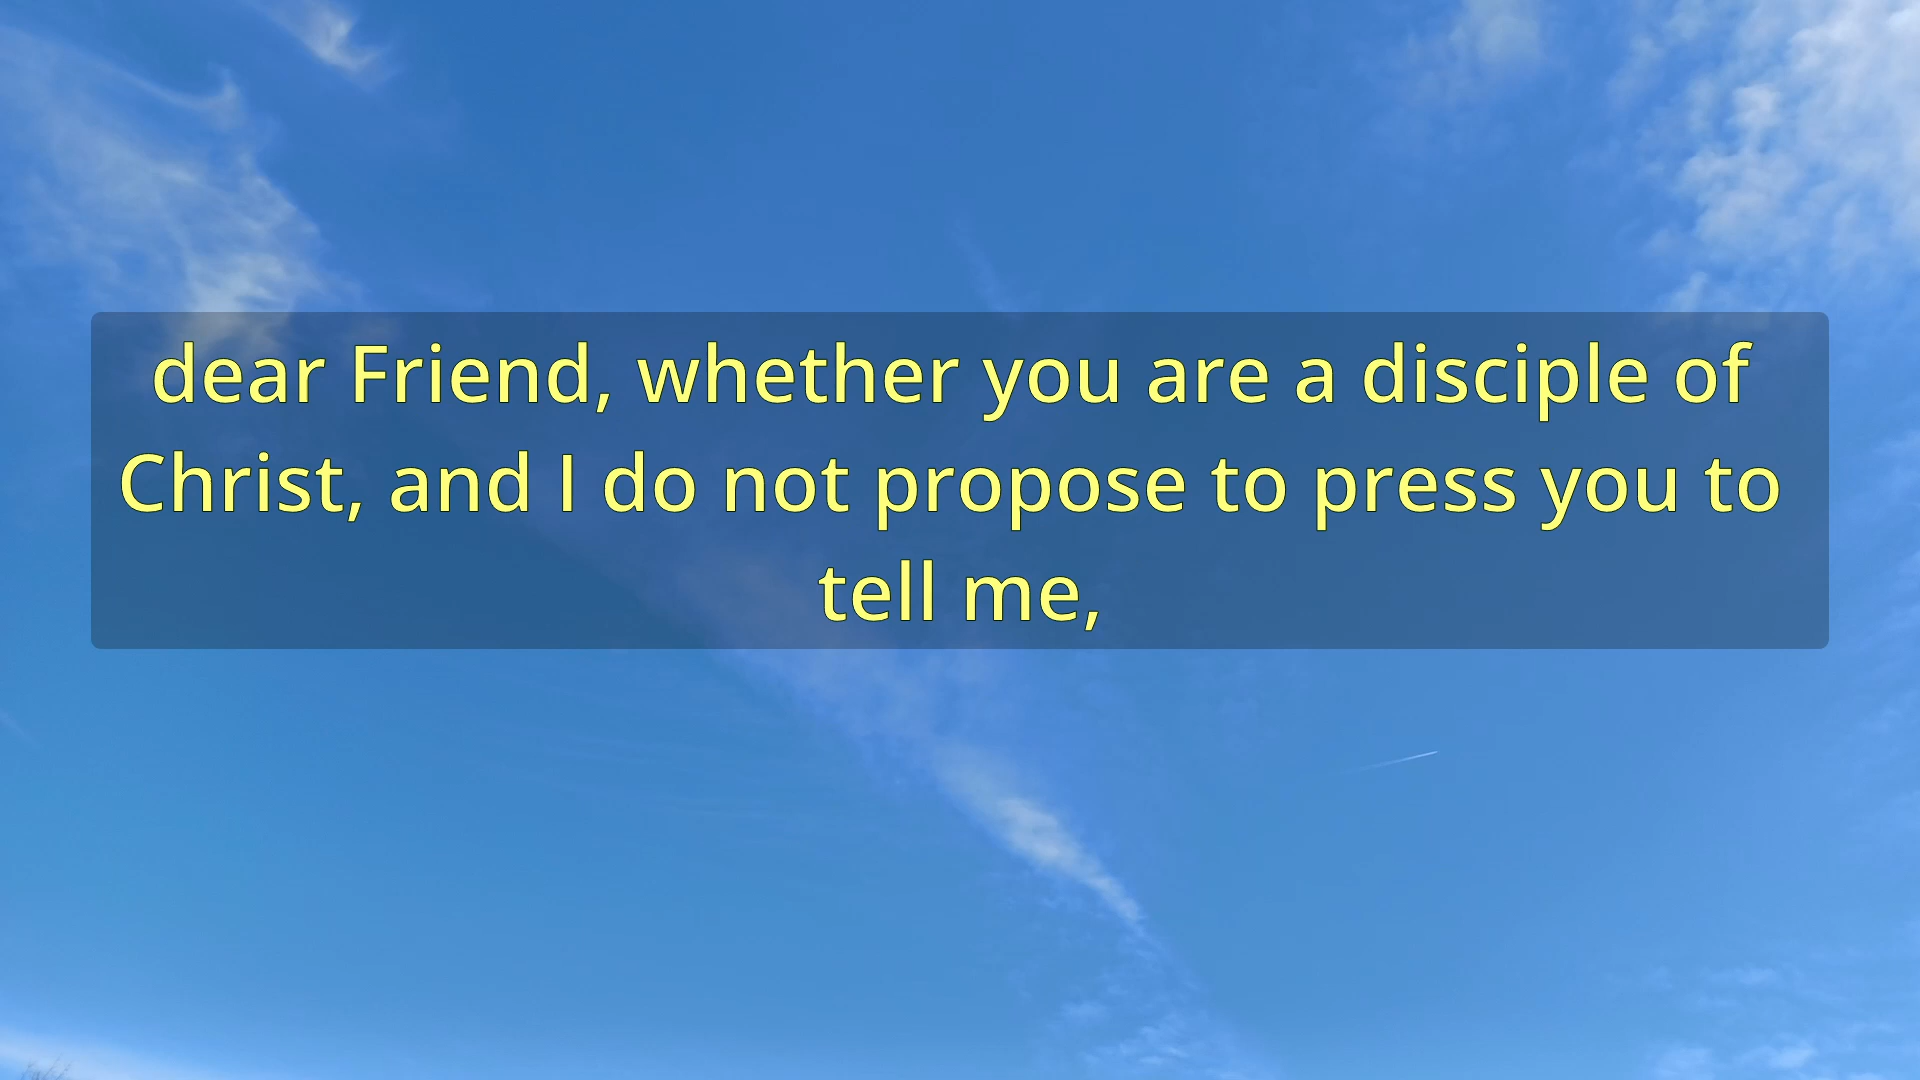 dear Friend, whether you are a disciple of
Christ, and I do not propose to press you to
tell me,